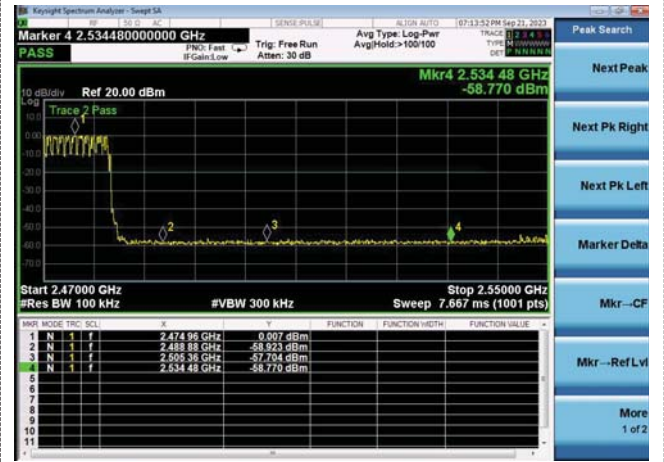 Keysight Spectrum Analyzer - Swept SA
RF 50 Ω AC SENSE:PULSE ALIGN AUTO 07:13:52 PM Sep 21, 2023
Marker 4 2.534480000000 GHz
PASS
PNO: Fast
IFGain:Low
Trig: Free Run
Atten: 30 dB
Avg Type: Log-Pwr
Avg|Hold:>100/100
TRACE 1 2 3 4 5 6
TYPE M
DET P N N N N N
Mkr4 2.534 48 GHz
-58.770 dBm
10 dB/div Ref 20.00 dBm
Log
Trace 2 Pass
10.0
0.00
-10.0
-20.0
-30.0
-40.0
-50.0
-60.0
-70.0
1
2
3
4
Start 2.47000 GHz Stop 2.55000 GHz
#Res BW 100 kHz #VBW 300 kHz Sweep 7.667 ms (1001 pts)
MKR MODE TRC SCL X Y FUNCTION FUNCTION WIDTH FUNCTION VALUE
1 N 1 f 2.474 96 GHz 0.007 dBm
2 N 1 f 2.488 88 GHz -58.923 dBm
3 N 1 f 2.505 36 GHz -57.704 dBm
4 N 1 f 2.534 48 GHz -58.770 dBm
5
6
7
8
9
10
11
Peak Search
Next Peak
Next Pk Right
Next Pk Left
Marker Delta
Mkr→CF
Mkr→Ref Lvl
More
1 of 2